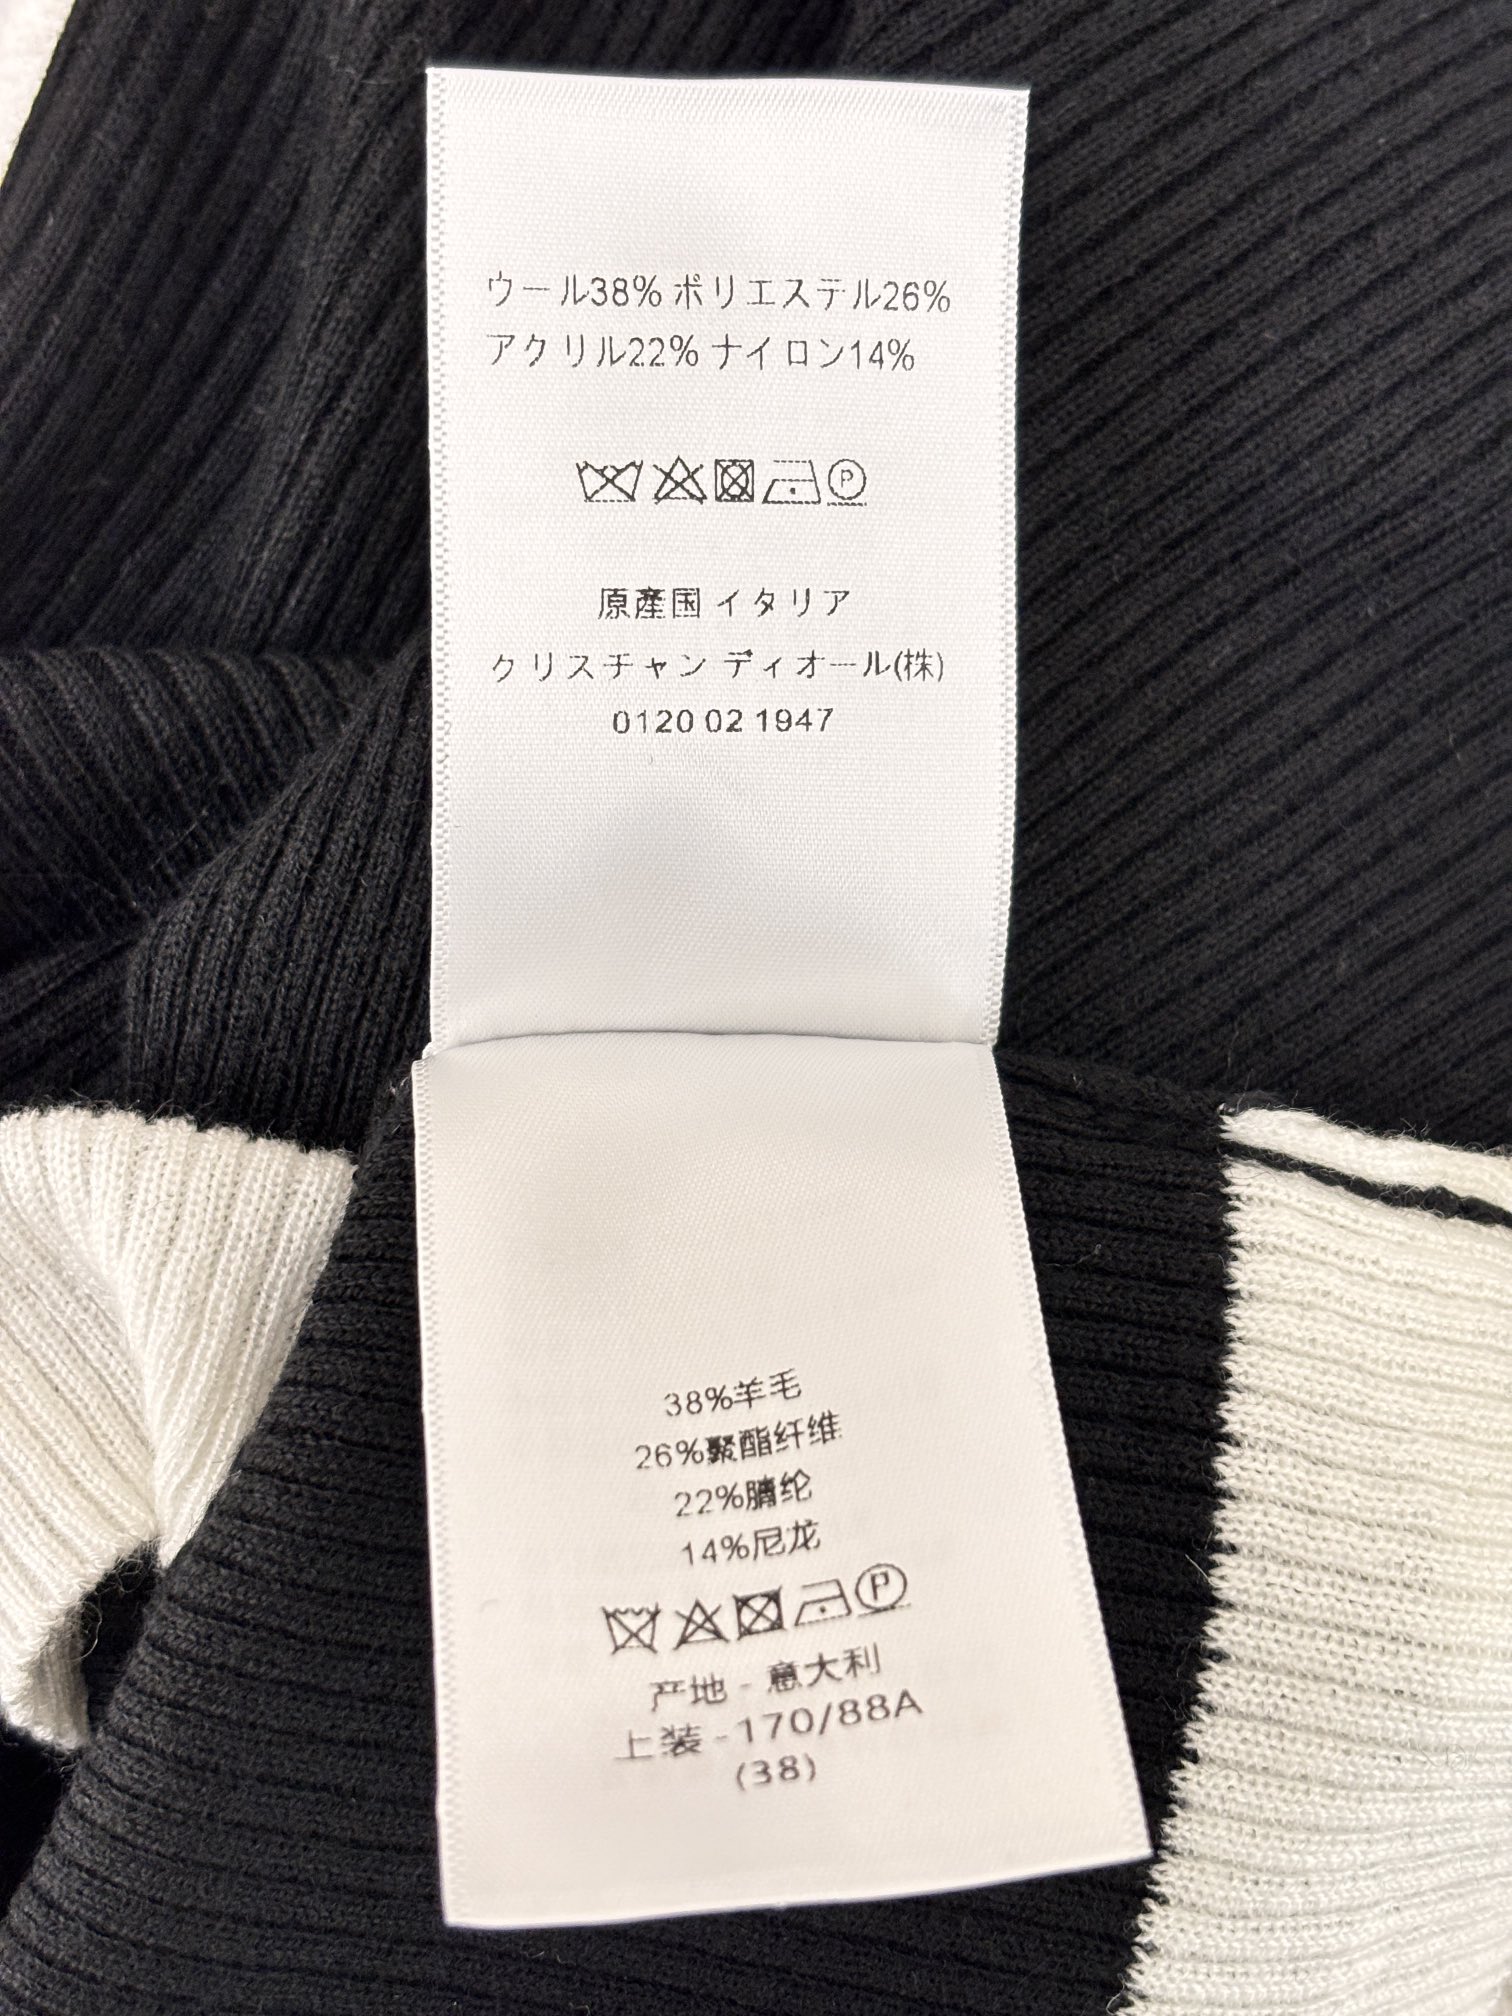 ウール38% ポリエステル26%
アクリル22% ナイロン14%
P
原産国 イタリア
クリスチャン ディオール(株)
0120 02 1947
38%羊毛
26%聚酯纤维
22%腈纶
14%尼龙
P
产地 - 意大利
上装 - 170/88A
(38)